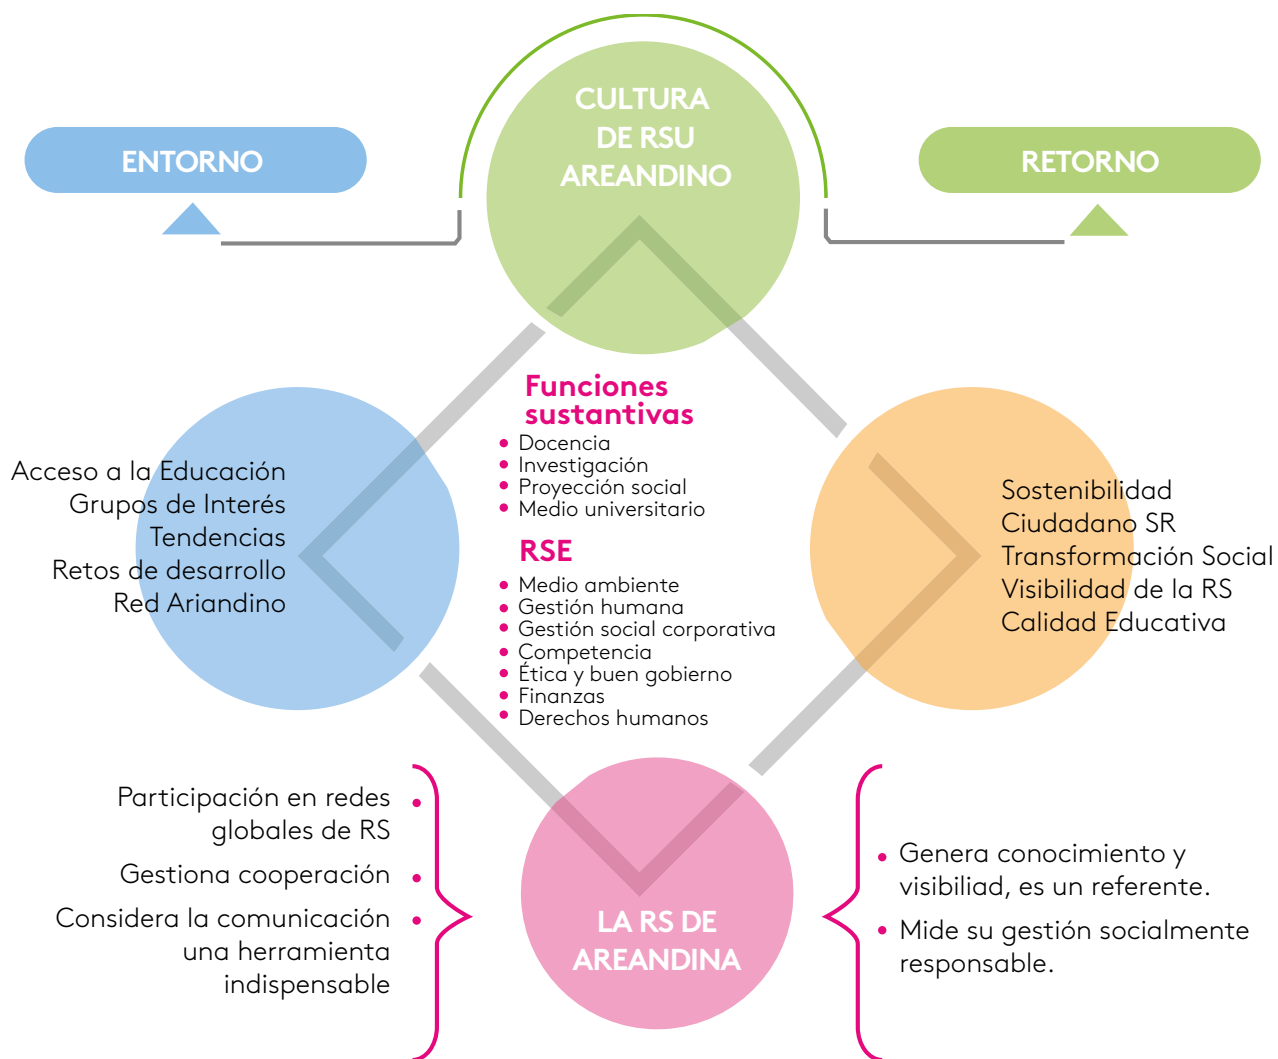 CULTURA
DE RSU
AREANDINO
ENTORNO
RETORNO
Funciones
sustantivas
Docencia
Investigación
Proyección social
Medio universitario
RSE
Medio ambiente
Gestión humana
Gestión social corporativa
Competencia
Ética y buen gobierno
Finanzas
Derechos humanos
Acceso a la Educación
Grupos de Interés
Tendencias
Retos de desarrollo
Red Ariandino
Sostenibilidad
Ciudadano SR
Transformación Social
Visibilidad de la RS
Calidad Educativa
Participación en redes
globales de RS
Gestiona cooperación
Considera la comunicación
una herramienta
indispensable
LA RS DE
AREANDINA
Genera conocimiento y
visibiliad, es un referente.
Mide su gestión socialmente
responsable.